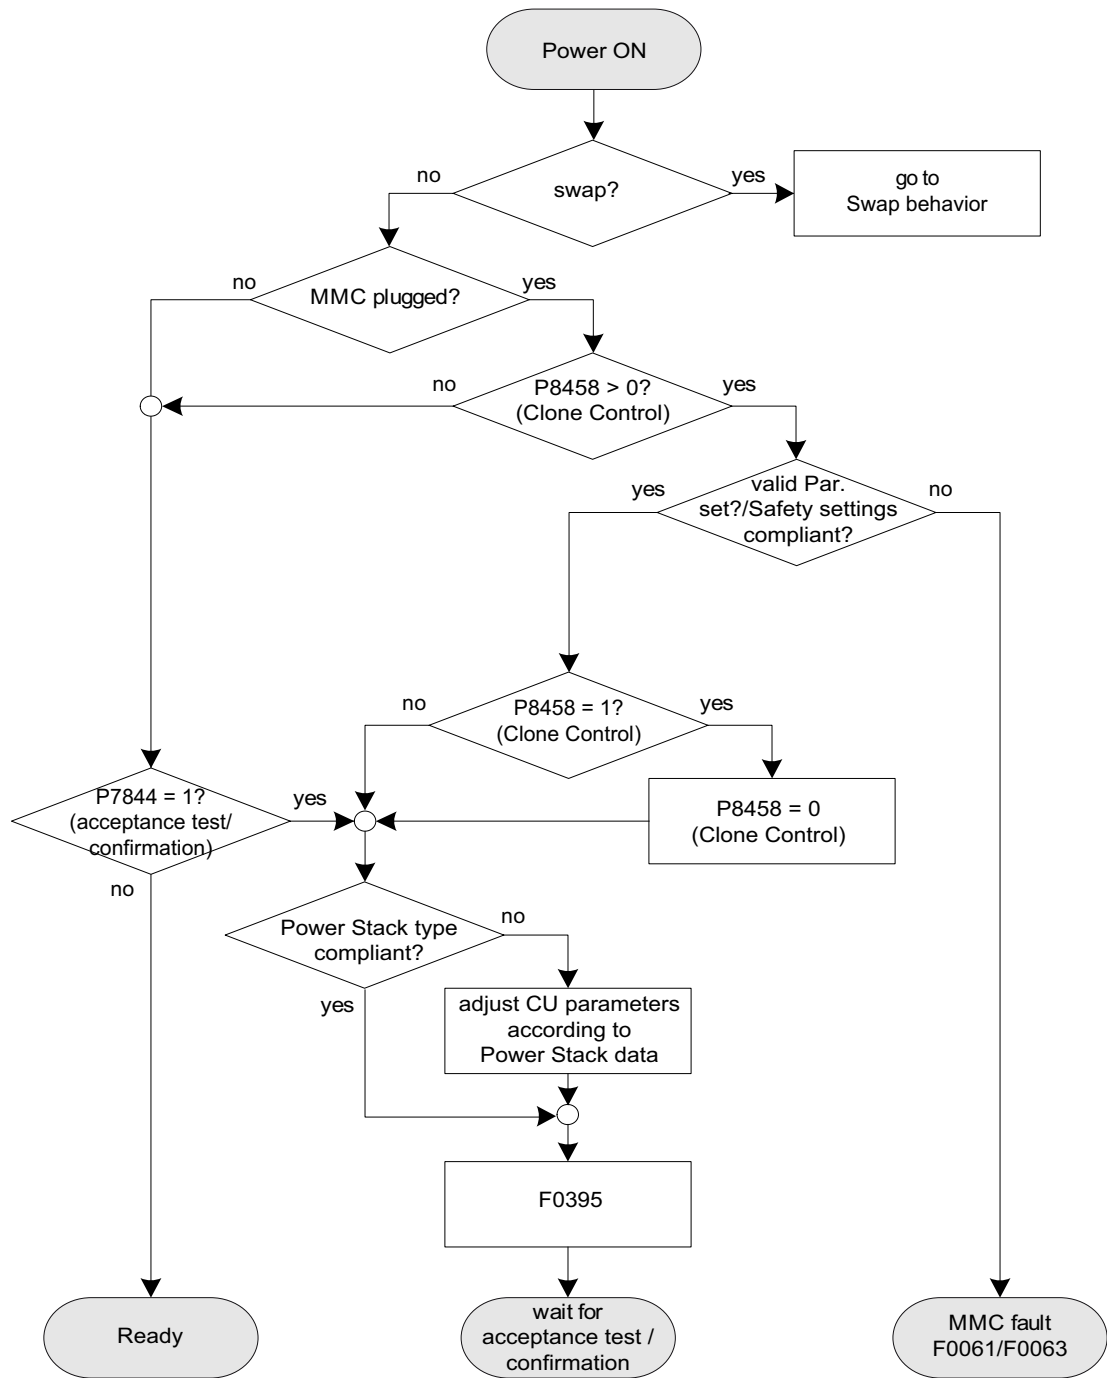 Power ON
swap?
no
yes
go to
Swap behavior
MMC plugged?
no
yes
P8458 > 0?
(Clone Control)
no
yes
valid Par.
set?/Safety settings
compliant?
yes
no
P8458 = 1?
(Clone Control)
no
yes
P8458 = 0
(Clone Control)
P7844 = 1?
(acceptance test/
confirmation)
yes
no
Power Stack type
compliant?
no
yes
adjust CU parameters
according to
Power Stack data
F0395
Ready
wait for
acceptance test /
confirmation
MMC fault
F0061/F0063